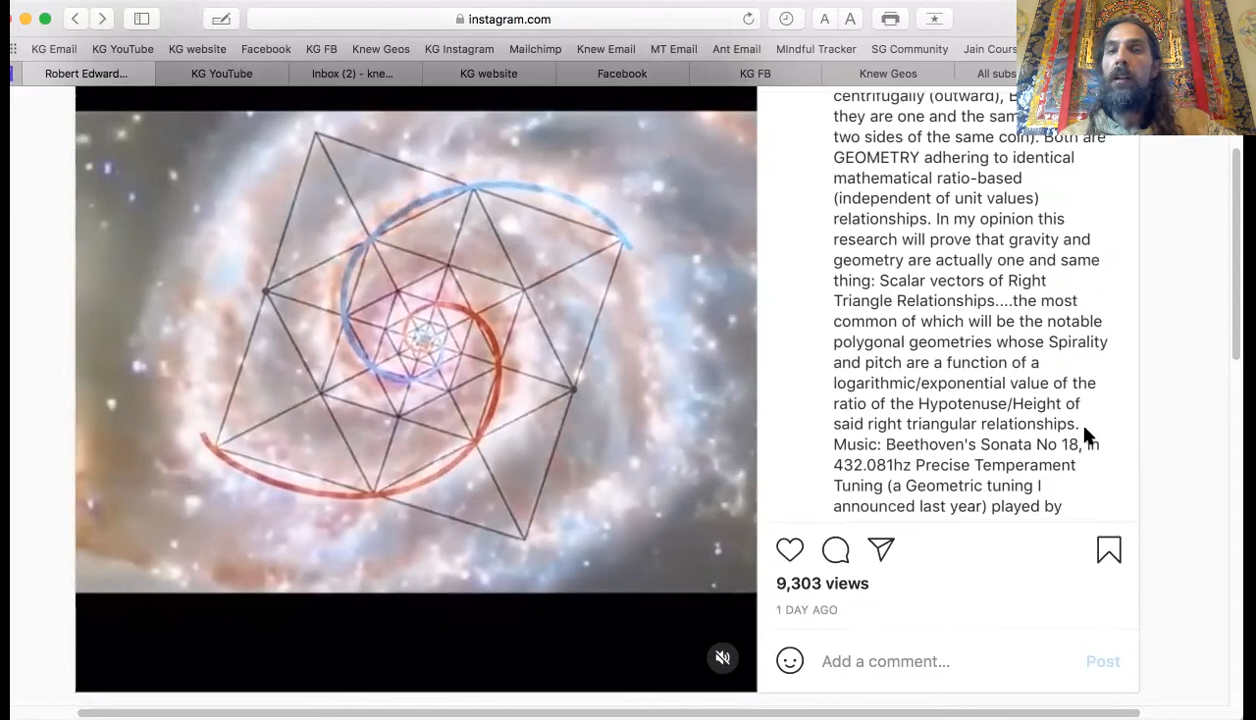 instagram.com
A A
KG Email KG YouTube KG website Facebook KG FB Knew Geos KG Instagram Mailchimp Knew Email MT Email Ant Email MIndful Tracker SG Community Jain Cour
Robert Edward... KG YouTube Inbox (2) - kne... KG website Facebook KG FB Knew Geos All subs
centrifugally (outward),
they are one and the sam
two sides of the same coin). Both are
GEOMETRY adhering to identical
mathematical ratio-based
(independent of unit values)
relationships. In my opinion this
research will prove that gravity and
geometry are actually one and same
thing: Scalar vectors of Right
Triangle Relationships....the most
common of which will be the notable
polygonal geometries whose Spirality
and pitch are a function of a
logarithmic/exponential value of the
ratio of the Hypotenuse/Height of
said right triangular relationships.
Music: Beethoven's Sonata No 18, in
432.081hz Precise Temperament
Tuning (a Geometric tuning I
announced last year) played by
9,303 views
1 DAY AGO
Add a comment... Post